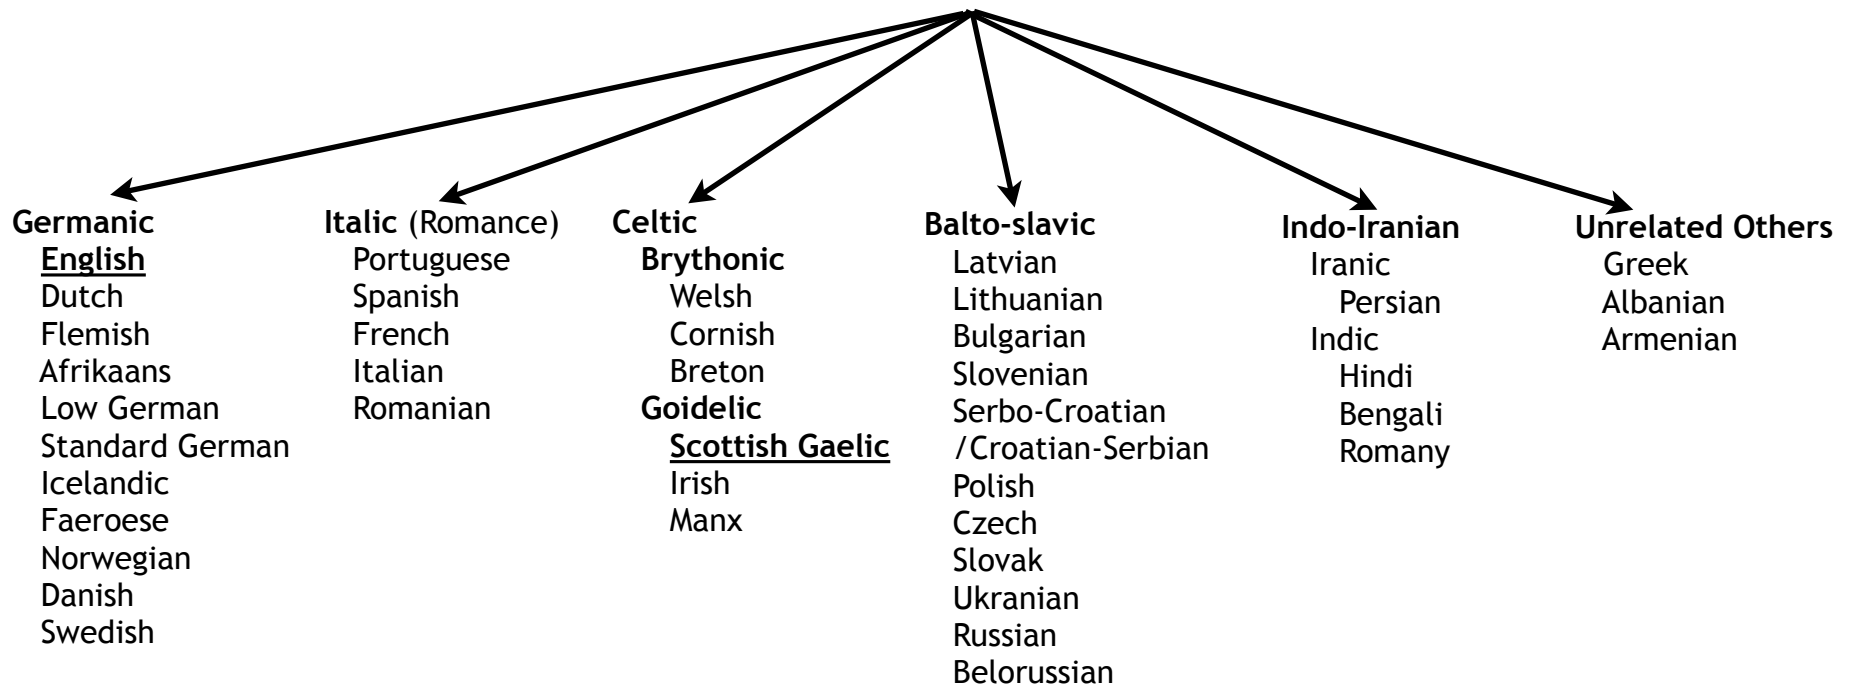 Germanic
English
Dutch
Flemish
Afrikaans
Low German
Standard German
Icelandic
Faeroese
Norwegian
Danish
Swedish
Italic (Romance)
Portuguese
Spanish
French
Italian
Romanian
Celtic
Brythonic
Welsh
Cornish
Breton
Goidelic
Scottish Gaelic
Irish
Manx
Balto-slavic
Latvian
Lithuanian
Bulgarian
Slovenian
Serbo-Croatian
/Croatian-Serbian
Polish
Czech
Slovak
Ukranian
Russian
Belorussian
Indo-Iranian
Iranic
Persian
Indic
Hindi
Bengali
Romany
Unrelated Others
Greek
Albanian
Armenian